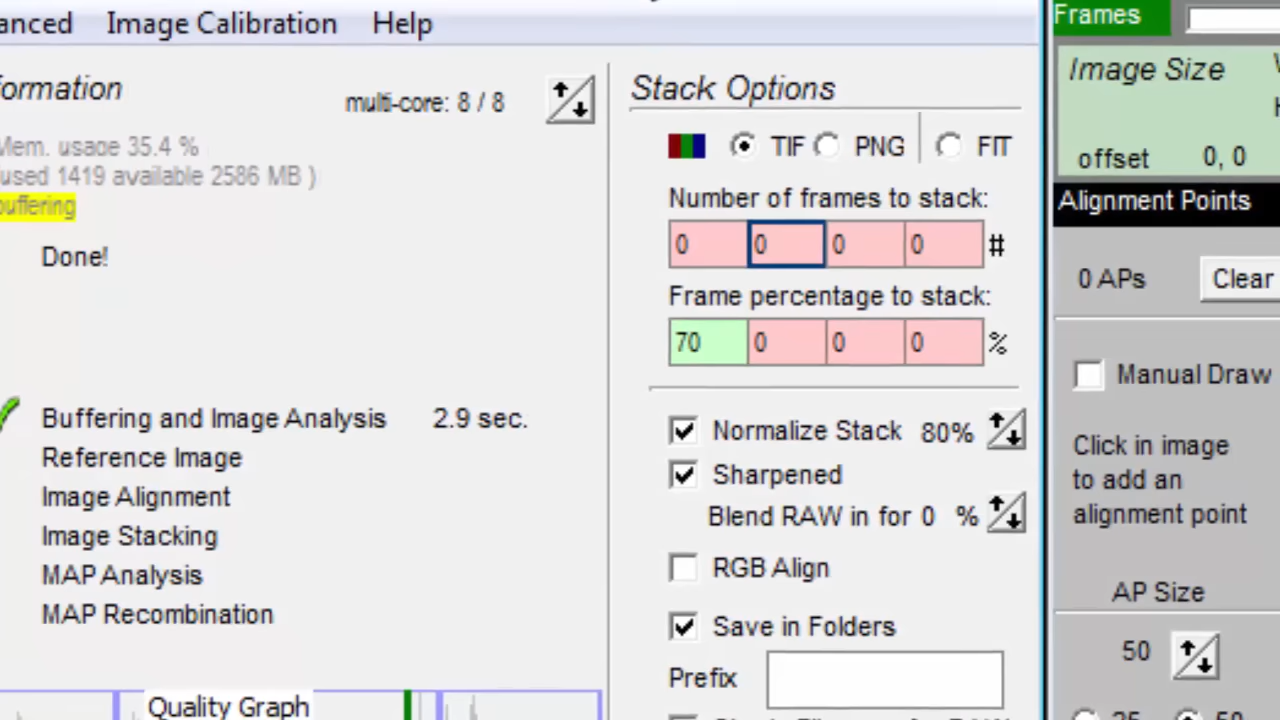 anced Image Calibration Help
ormation
multi-core: 8 / 8
Mem. usage 35.4 %
used 1419 available 2586 MB )
buffering
Done!
Buffering and Image Analysis 2.9 sec.
Reference Image
Image Alignment
Image Stacking
MAP Analysis
MAP Recombination
Quality Graph
Stack Options
TIF PNG FIT
Number of frames to stack:
0 0 0 0 #
Frame percentage to stack:
70 0 0 0 %
Normalize Stack 80%
Sharpened
Blend RAW in for 0 %
RGB Align
Save in Folders
Prefix
Frames
Image Size
offset 0, 0
Alignment Points
0 APs Clear
Manual Draw
Click in image
to add an
alignment point
AP Size
50